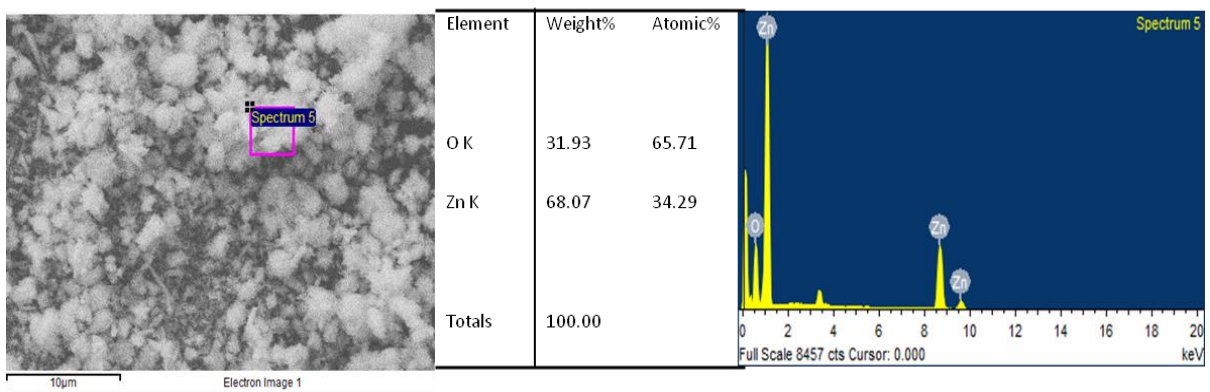 Spectrum 5
10µm
Electron Image 1
Element Weight% Atomic%
O K 31.93 65.71
Zn K 68.07 34.29
Totals 100.00
Spectrum 5
Zn
O
Zn
Zn
0 2 4 6 8 10 12 14 16 18 20
Full Scale 8457 cts Cursor: 0.000 keV